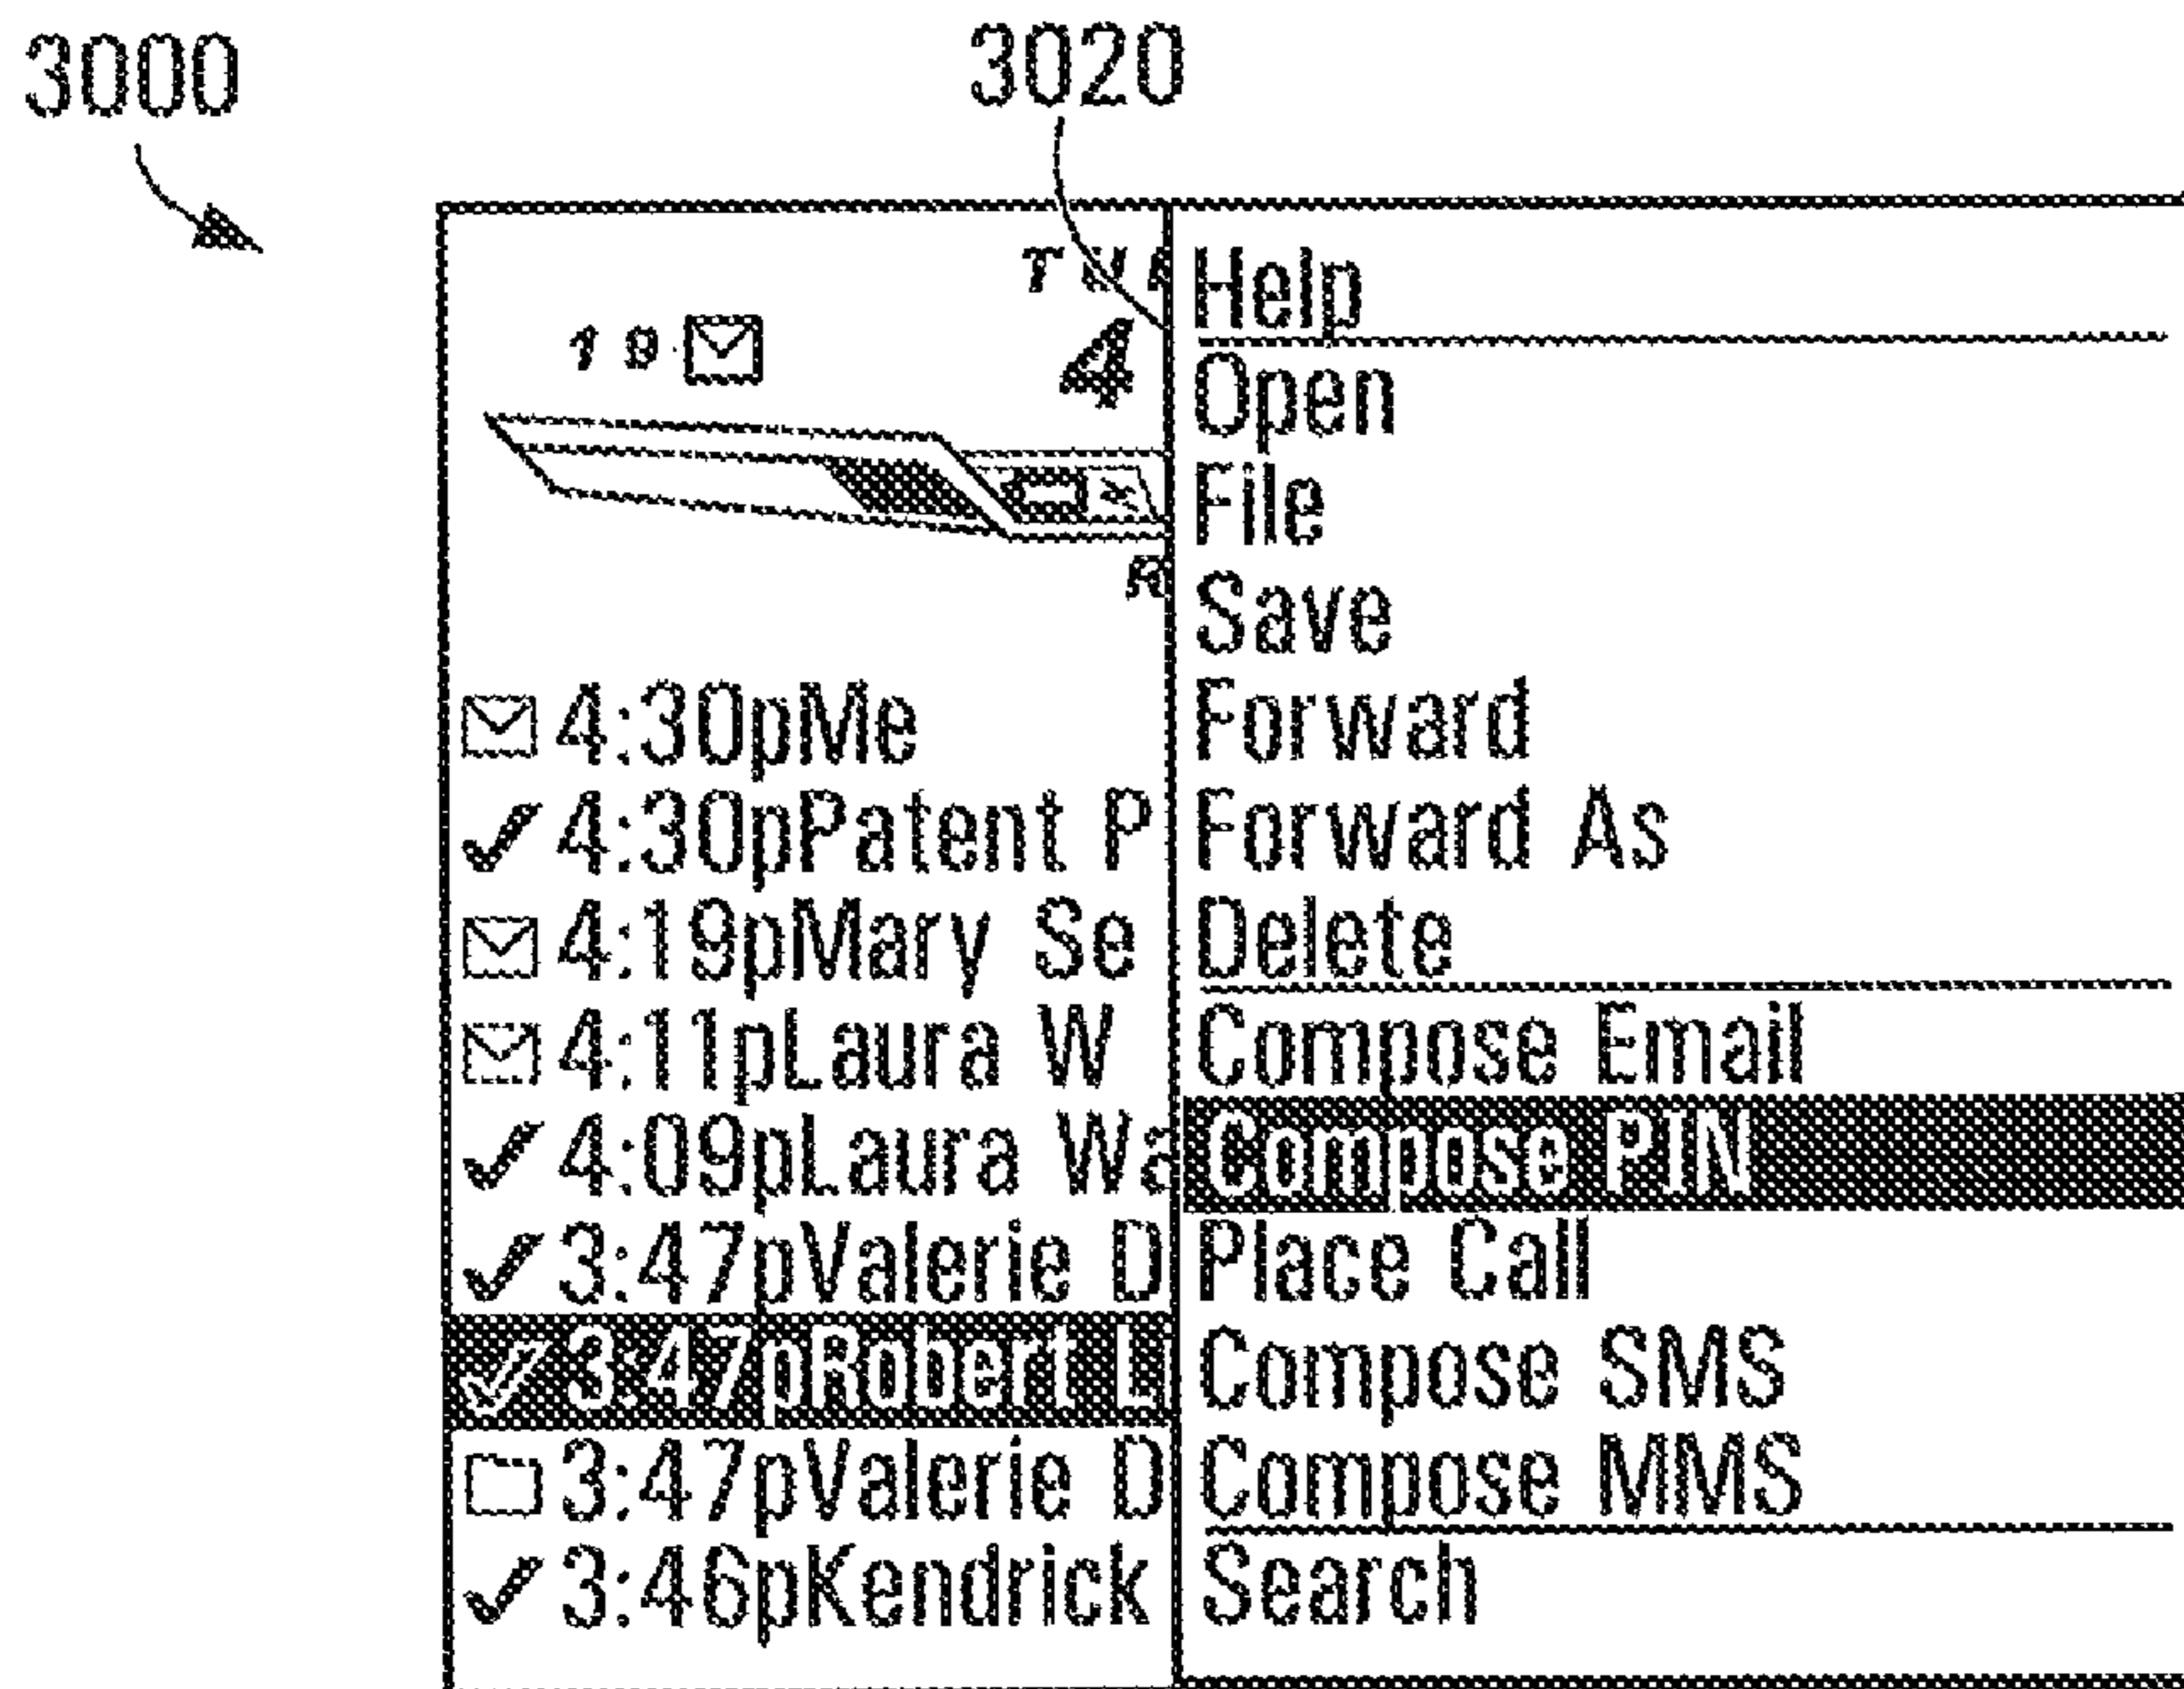 3000
3020
19
4
4:30pMe
4:30pPatent P
4:19pMary Se
4:11pLaura W
4:09pLaura Wa
3:47pValerie D
3:47pRobert L
3:47pValerie D
3:46pKendrick
Help
Open
File
Save
Forward
Forward As
Delete
Compose Email
Compose PIN
Place Call
Compose SMS
Compose MMS
Search